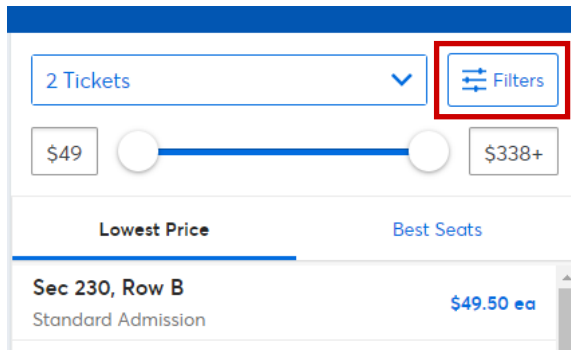 2 Tickets
Filters
$49
$338+
Lowest Price
Best Seats
Sec 230, Row B
$49.50 ea
Standard Admission